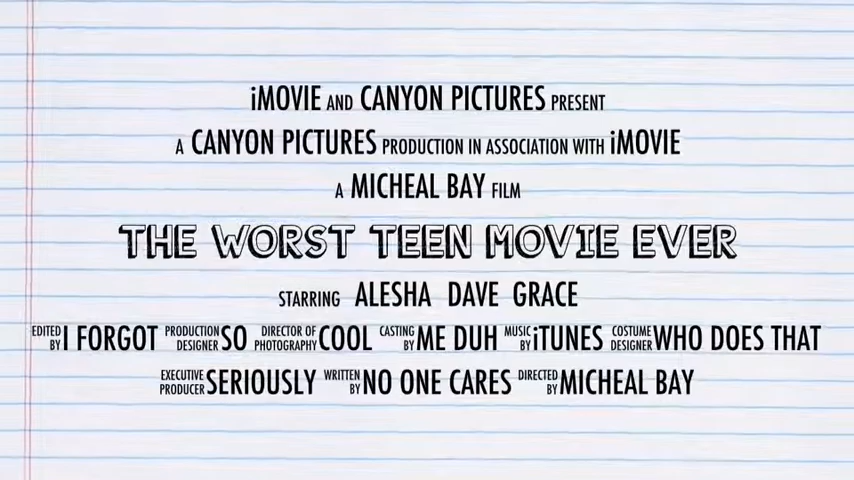 iMOVIE AND CANYON PICTURES PRESENT
A CANYON PICTURES PRODUCTION IN ASSOCIATION WITH iMOVIE
A MICHEAL BAY FILM
THE WORST TEEN MOVIE EVER
STARRING ALESHA DAVE GRACE
EDITED BY I FORGOT PRODUCTION DESIGNER SO DIRECTOR OF PHOTOGRAPHY COOL CASTING BY ME DUH MUSIC BY iTUNES COSTUME DESIGNER WHO DOES THAT
EXECUTIVE PRODUCER SERIOUSLY WRITTEN BY NO ONE CARES DIRECTED BY MICHEAL BAY